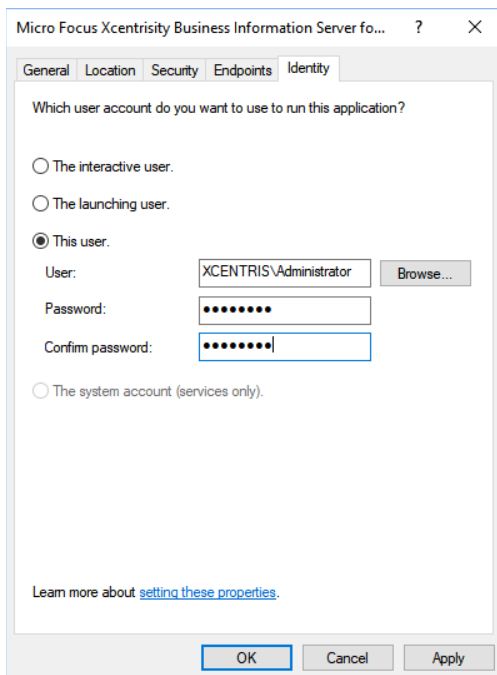 Micro Focus Xcentrisity Business Information Server fo... ? ✕
General Location Security Endpoints Identity
Which user account do you want to use to run this application?
The interactive user.
The launching user.
This user.
User: XCENTRIS\Administrator Browse...
Password: ●●●●●●●●
Confirm password: ●●●●●●●●
The system account (services only).
Learn more about setting these properties.
OK Cancel Apply